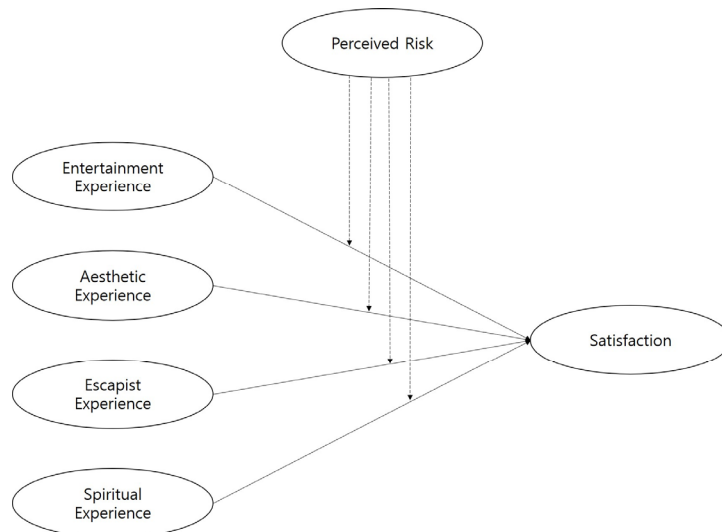 Perceived Risk
Entertainment
Experience
Aesthetic
Experience
Satisfaction
Escapist
Experience
Spiritual
Experience